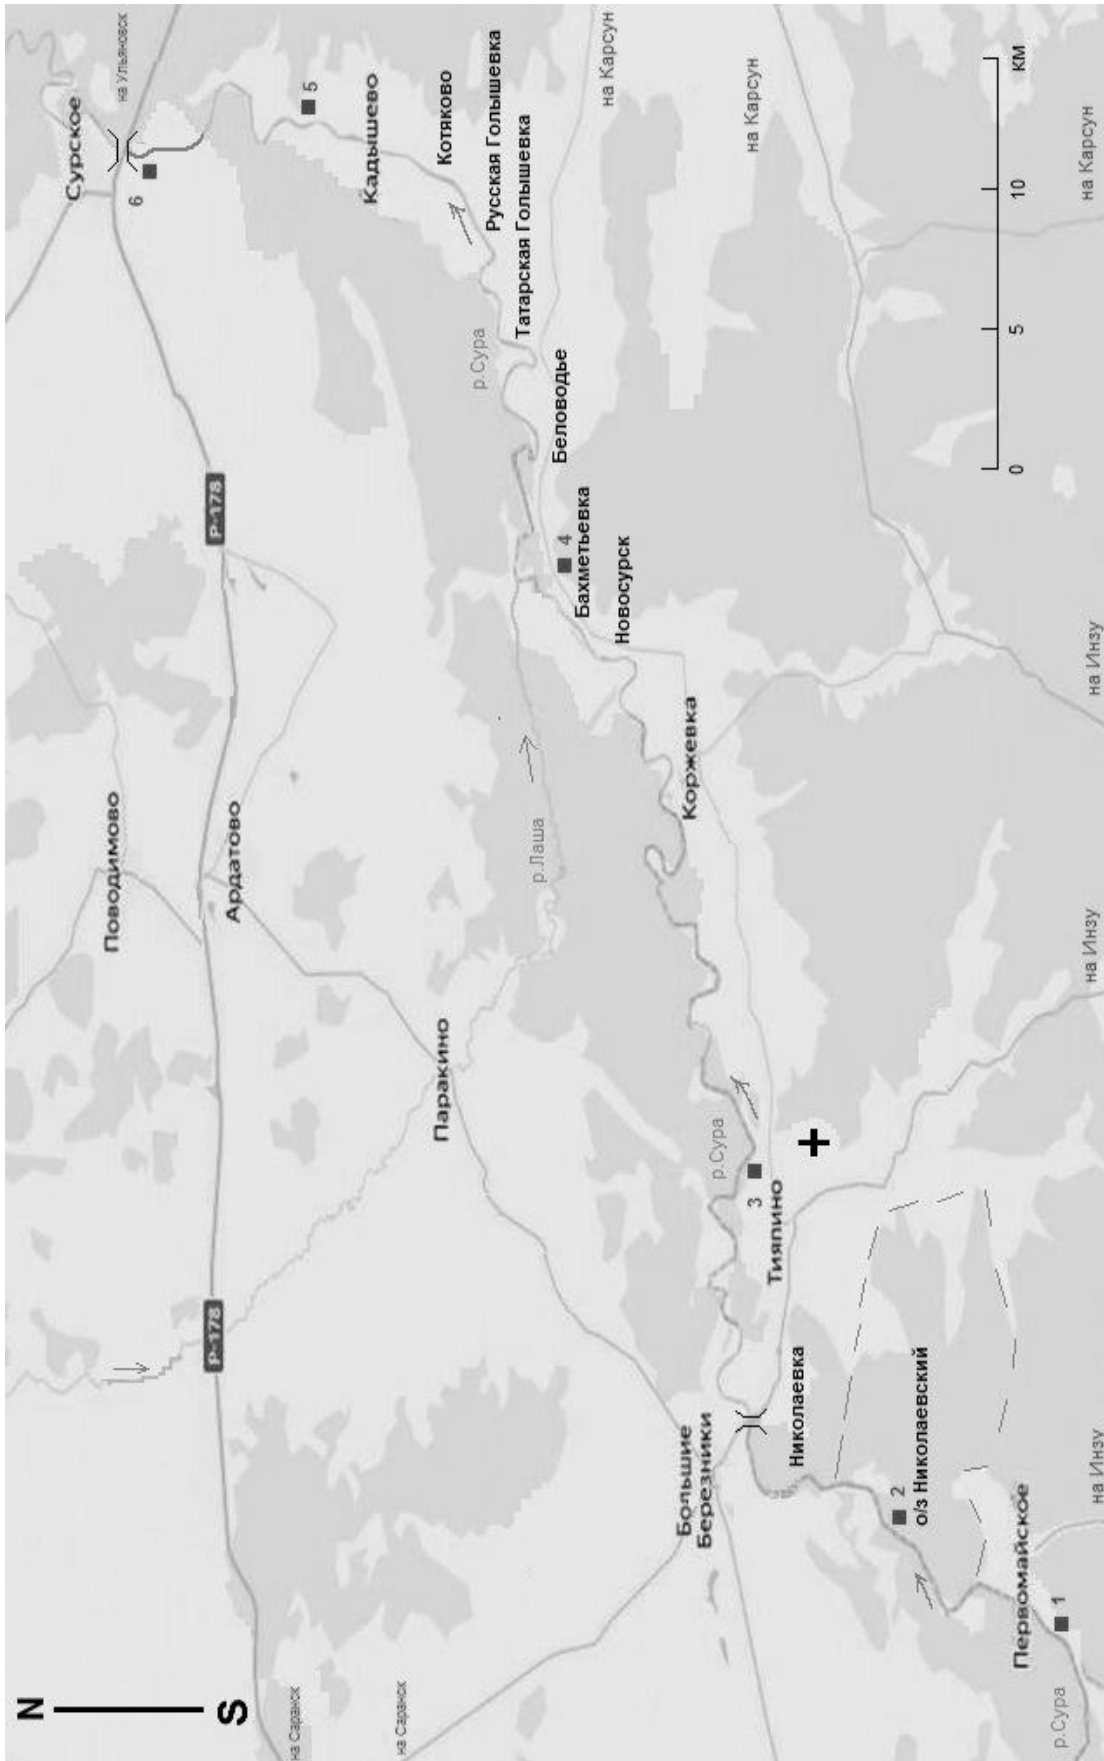 N
S
Сурское
на Ульяновск
6
5
Кадышево
Котяково
Русская Голышевка
Татарская Голышевка
р.Сура
на Карсун
на Карсун
на Карсун
КМ
10
5
0
Беловодье
4
Бахметьевка
Новосурск
Р-178
Поводимово
Ардатово
р.Лаша
Коржевка
на Инзу
на Инзу
Паракино
р.Сура
3
Тияпино
+
Р-178
Большие
Березники
Николаевка
2
о/з Николаевский
Первомайское
на Инзу
1
р.Сура
на Саранск
на Саранск